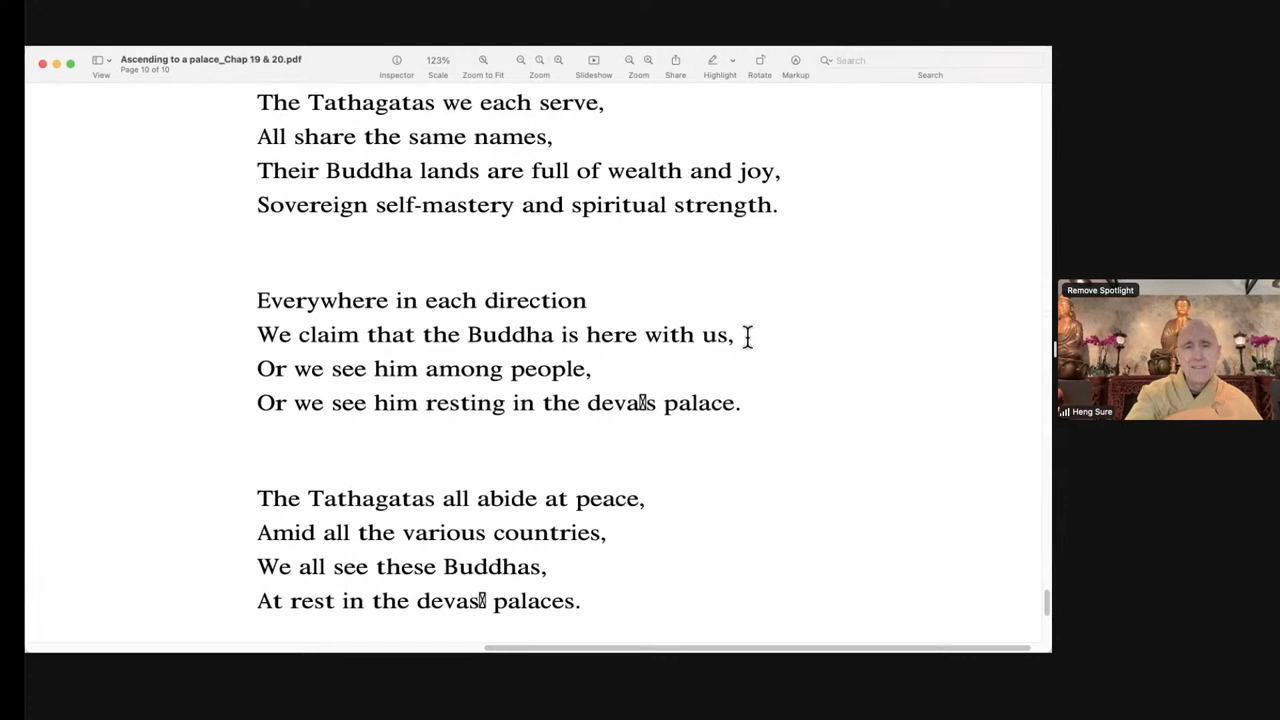 Ascending to a palace_Chap 19 & 20.pdf
Page 10 of 10
View
Inspector
123%
Scale
Zoom to Fit
Zoom
Slideshow
Zoom
Share
Highlight
Rotate
Markup
Search
Search
The Tathagatas we each serve,
All share the same names,
Their Buddha lands are full of wealth and joy,
Sovereign self-mastery and spiritual strength.
Everywhere in each direction
We claim that the Buddha is here with us,
Or we see him among people,
Or we see him resting in the deva▯s palace.
The Tathagatas all abide at peace,
Amid all the various countries,
We all see these Buddhas,
At rest in the devas▯ palaces.
Remove Spotlight
Heng Sure